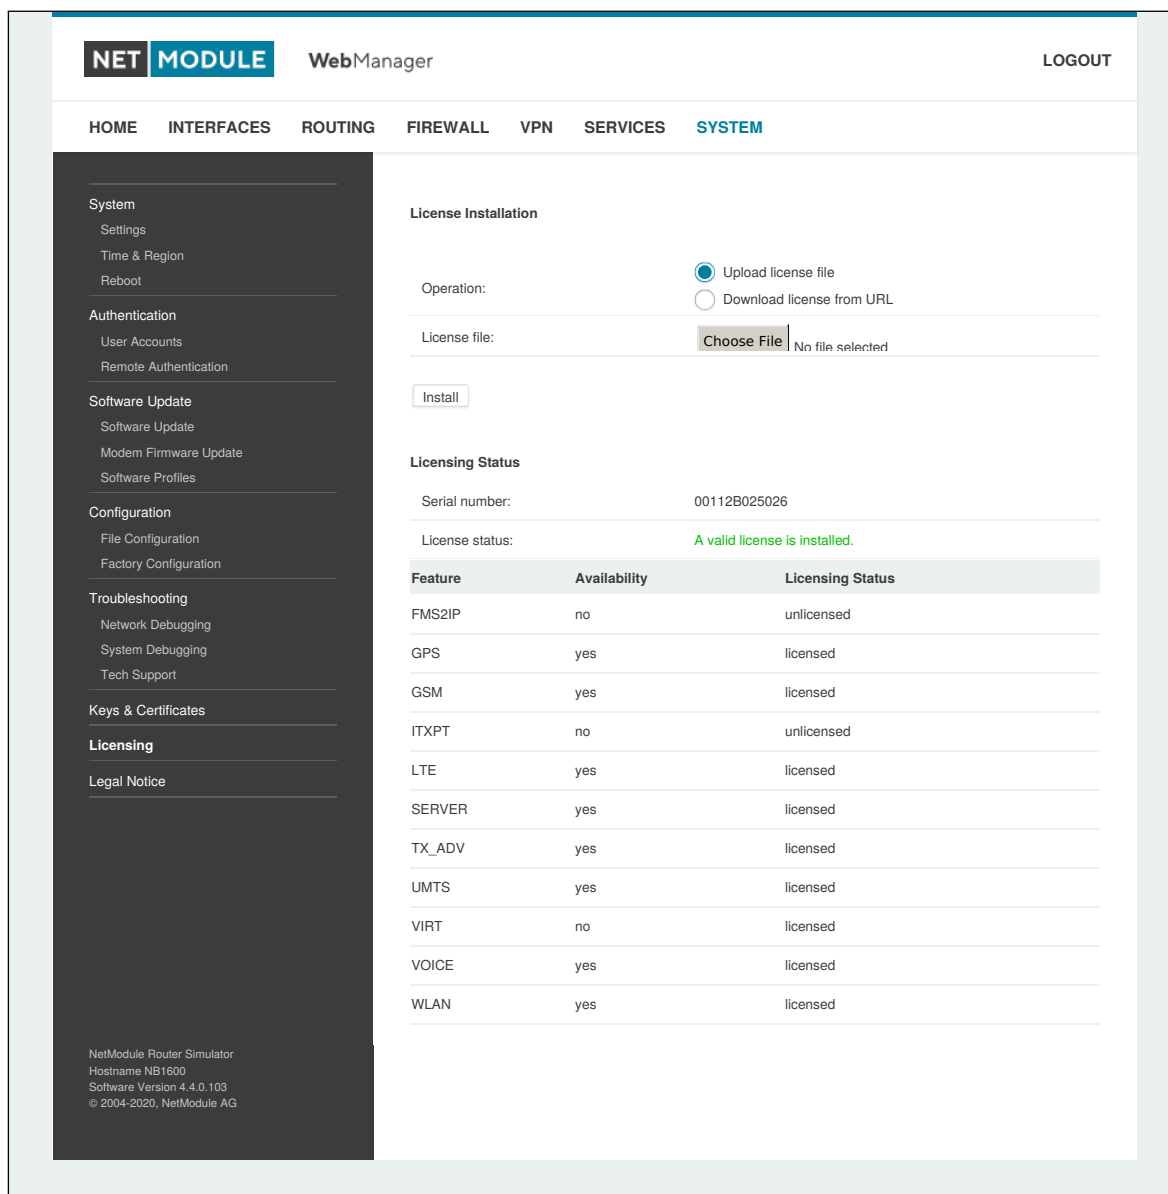 NET MODULE WebManager LOGOUT
HOME INTERFACES ROUTING FIREWALL VPN SERVICES SYSTEM
System
Settings
Time & Region
Reboot
Authentication
User Accounts
Remote Authentication
Software Update
Software Update
Modem Firmware Update
Software Profiles
Configuration
File Configuration
Factory Configuration
Troubleshooting
Network Debugging
System Debugging
Tech Support
Keys & Certificates
Licensing
Legal Notice
NetModule Router Simulator
Hostname NB1600
Software Version 4.4.0.103
© 2004-2020, NetModule AG
License Installation
Operation:
Upload license file
Download license from URL
License file: Choose File No file selected
Install
Licensing Status
Serial number: 00112B025026
License status: A valid license is installed.
Feature Availability Licensing Status
FMS2IP no unlicensed
GPS yes licensed
GSM yes licensed
ITXPT no unlicensed
LTE yes licensed
SERVER yes licensed
TX_ADV yes licensed
UMTS yes licensed
VIRT no licensed
VOICE yes licensed
WLAN yes licensed